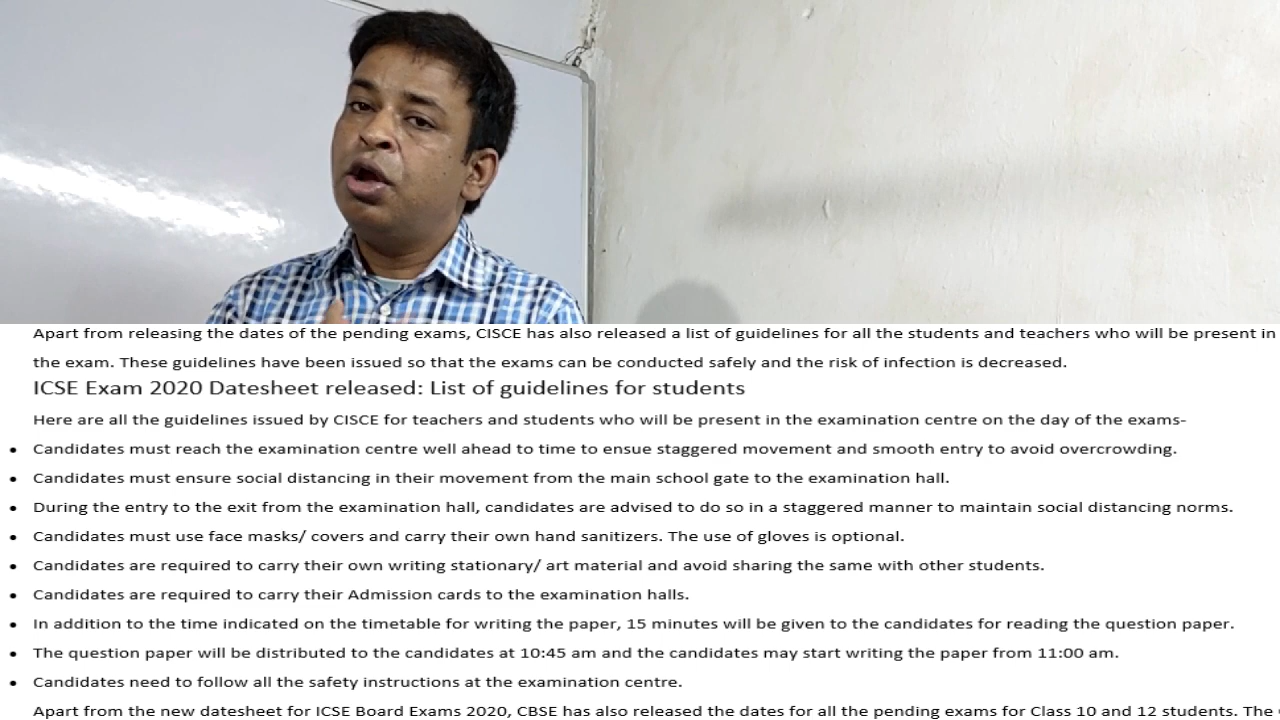 Apart from releasing the dates of the pending exams, CISCE has also released a list of guidelines for all the students and teachers who will be present in
the exam. These guidelines have been issued so that the exams can be conducted safely and the risk of infection is decreased.
ICSE Exam 2020 Datesheet released: List of guidelines for students
Here are all the guidelines issued by CISCE for teachers and students who will be present in the examination centre on the day of the exams-
• Candidates must reach the examination centre well ahead to time to ensue staggered movement and smooth entry to avoid overcrowding.
• Candidates must ensure social distancing in their movement from the main school gate to the examination hall.
• During the entry to the exit from the examination hall, candidates are advised to do so in a staggered manner to maintain social distancing norms.
• Candidates must use face masks/ covers and carry their own hand sanitizers. The use of gloves is optional.
• Candidates are required to carry their own writing stationary/ art material and avoid sharing the same with other students.
• Candidates are required to carry their Admission cards to the examination halls.
• In addition to the time indicated on the timetable for writing the paper, 15 minutes will be given to the candidates for reading the question paper.
• The question paper will be distributed to the candidates at 10:45 am and the candidates may start writing the paper from 11:00 am.
• Candidates need to follow all the safety instructions at the examination centre.
Apart from the new datesheet for ICSE Board Exams 2020, CBSE has also released the dates for all the pending exams for Class 10 and 12 students. The